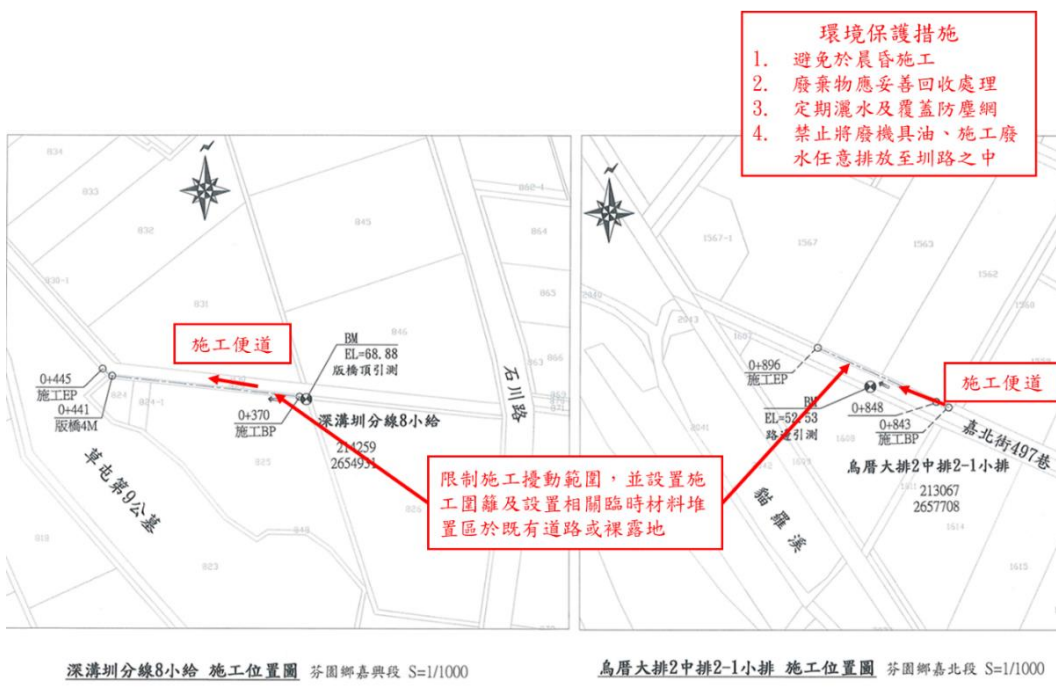 環境保護措施
1. 避免於晨昏施工
2. 廢棄物應妥善回收處理
3. 定期灑水及覆蓋防塵網
4. 禁止將廢機具油、施工廢
水任意排放至圳路之中
834
833
832
845
882-1
864
830-1
831
846
865
863
866
施工便道
BM
EL=68.88
版橋頂引測
0+445
施工EP
0+441
版橋4M
824
824-1
0+370
施工BP
深溝圳分線8小給
214259
2654931
石川路
825
826
草屯第9公墓
818
823
限制施工擾動範圍,並設置施
工圍籬及設置相關臨時材料堆
置區於既有道路或裸露地
深溝圳分線8小給 施工位置圖 芬園鄉嘉興段 S=1/1000
1567-1
1567
1563
1562
2043
0+896
施工EP
施工便道
BM
EL=52.53
路邊引測
0+848
0+843
施工BP
嘉北街497巷
2041
1608
1609
烏厝大排2中排2-1小排
213067
2657708
貓羅溪
1614
1615
烏厝大排2中排2-1小排 施工位置圖 芬園鄉嘉北段 S=1/1000